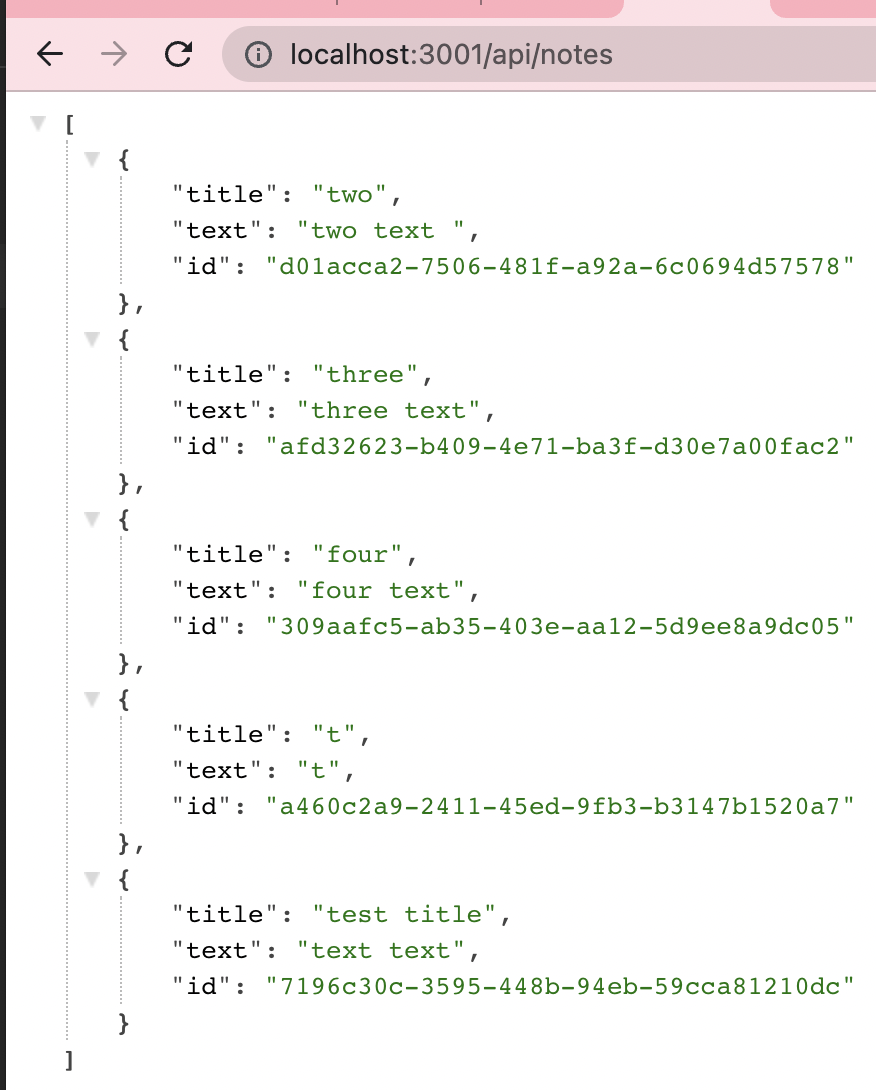 localhost:3001/api/notes
[
{
"title": "two",
"text": "two text ",
"id": "d01acca2-7506-481f-a92a-6c0694d57578"
},
{
"title": "three",
"text": "three text",
"id": "afd32623-b409-4e71-ba3f-d30e7a00fac2"
},
{
"title": "four",
"text": "four text",
"id": "309aafc5-ab35-403e-aa12-5d9ee8a9dc05"
},
{
"title": "t",
"text": "t",
"id": "a460c2a9-2411-45ed-9fb3-b3147b1520a7"
},
{
"title": "test title",
"text": "text text",
"id": "7196c30c-3595-448b-94eb-59cca81210dc"
}
]